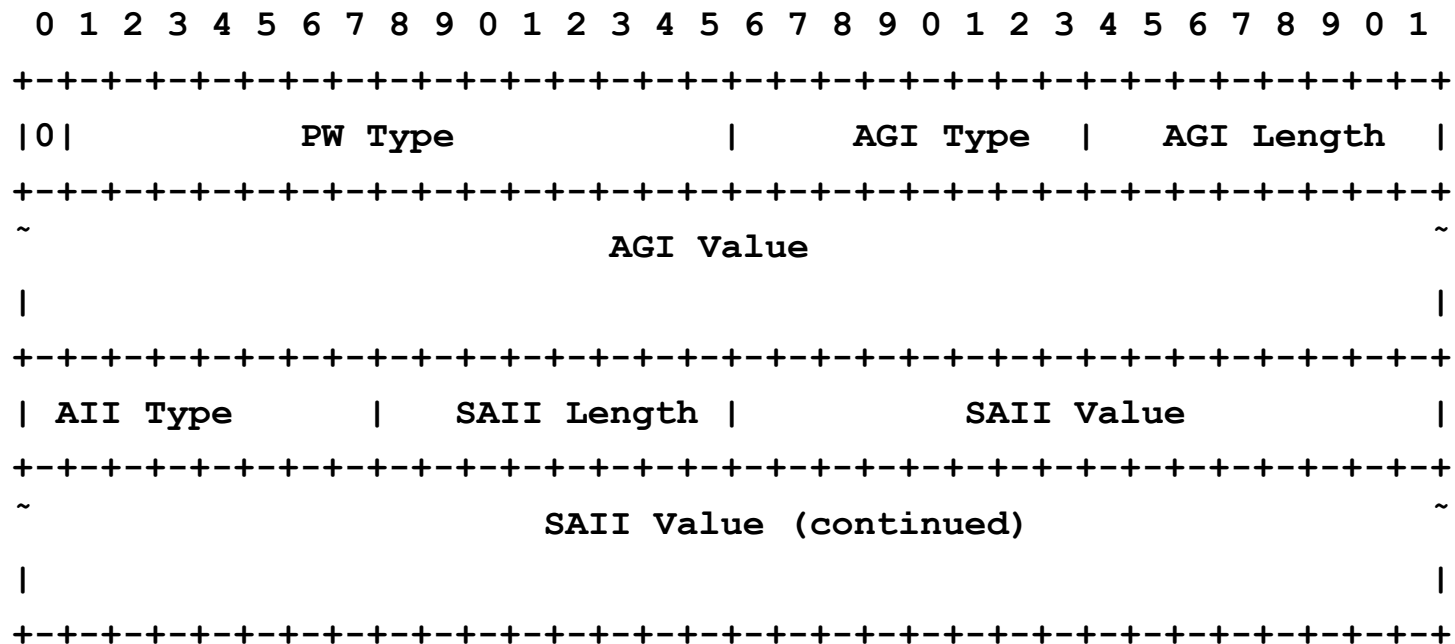 0 1 2 3 4 5 6 7 8 9 0 1 2 3 4 5 6 7 8 9 0 1 2 3 4 5 6 7 8 9 0 1
+-+-+-+-+-+-+-+-+-+-+-+-+-+-+-+-+-+-+-+-+-+-+-+-+-+-+-+-+-+-+-+-+
|0|          PW Type            |     AGI Type  |   AGI Length  |
+-+-+-+-+-+-+-+-+-+-+-+-+-+-+-+-+-+-+-+-+-+-+-+-+-+-+-+-+-+-+-+-+
~                          AGI Value                            ~
|                                                               |
+-+-+-+-+-+-+-+-+-+-+-+-+-+-+-+-+-+-+-+-+-+-+-+-+-+-+-+-+-+-+-+-+
| AII Type      |   SAII Length |          SAII Value           |
+-+-+-+-+-+-+-+-+-+-+-+-+-+-+-+-+-+-+-+-+-+-+-+-+-+-+-+-+-+-+-+-+
~                       SAII Value (continued)                  ~
|                                                               |
+-+-+-+-+-+-+-+-+-+-+-+-+-+-+-+-+-+-+-+-+-+-+-+-+-+-+-+-+-+-+-+-+